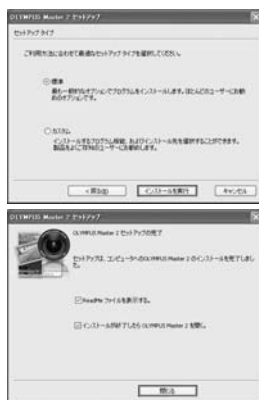 OLYMPUS Master 2 セットアップ
セットアップ タイプ
ご利用方法に合わせて最適なセットアップ タイプを選択してください。
標準
最も一般的なオプションでプログラムをインストールします。ほとんどのユーザーにお勧
めのオプションです。
カスタム
インストールするプログラム機能、およびインストール先を選択することができます。
< 戻る(B)
インストールを実行
キャンセル
OLYMPUS Master 2 セットアップ
OLYMPUS Master 2 セットアップの完了
セットアップは、コンピュータへのOLYMPUS Master 2 のインストールを完了しまし
た。
ReadMe ファイルを表示する。
インストールが終了したら OLYMPUS Master 2 を開く。
閉じる